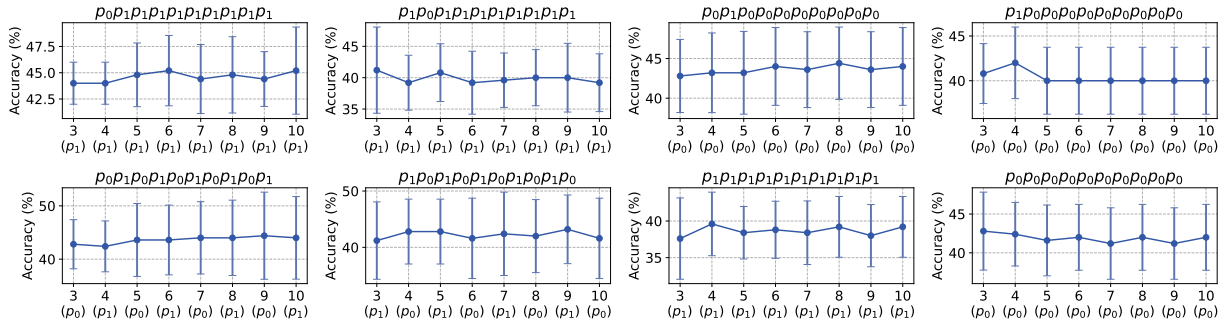 p₀p₁p₁p₁p₁p₁p₁p₁p₁p₁
Accuracy (%)
47.5
45.0
42.5
3 4 5 6 7 8 9 10
(p₁) (p₁) (p₁) (p₁) (p₁) (p₁) (p₁) (p₁)
p₁p₀p₁p₁p₁p₁p₁p₁p₁p₁
Accuracy (%)
45
40
35
3 4 5 6 7 8 9 10
(p₁) (p₁) (p₁) (p₁) (p₁) (p₁) (p₁) (p₁)
p₀p₁p₀p₀p₀p₀p₀p₀p₀p₀
Accuracy (%)
45
40
3 4 5 6 7 8 9 10
(p₀) (p₀) (p₀) (p₀) (p₀) (p₀) (p₀) (p₀)
p₁p₀p₀p₀p₀p₀p₀p₀p₀p₀
Accuracy (%)
45
40
3 4 5 6 7 8 9 10
(p₀) (p₀) (p₀) (p₀) (p₀) (p₀) (p₀) (p₀)
p₀p₁p₀p₁p₀p₁p₀p₁p₀p₁
Accuracy (%)
50
40
3 4 5 6 7 8 9 10
(p₀) (p₁) (p₀) (p₁) (p₀) (p₁) (p₀) (p₁)
p₁p₀p₁p₀p₁p₀p₁p₀p₁p₀
Accuracy (%)
50
40
3 4 5 6 7 8 9 10
(p₁) (p₀) (p₁) (p₀) (p₁) (p₀) (p₁) (p₀)
p₁p₁p₁p₁p₁p₁p₁p₁p₁p₁
Accuracy (%)
40
35
3 4 5 6 7 8 9 10
(p₁) (p₁) (p₁) (p₁) (p₁) (p₁) (p₁) (p₁)
p₀p₀p₀p₀p₀p₀p₀p₀p₀p₀
Accuracy (%)
45
40
3 4 5 6 7 8 9 10
(p₀) (p₀) (p₀) (p₀) (p₀) (p₀) (p₀) (p₀)